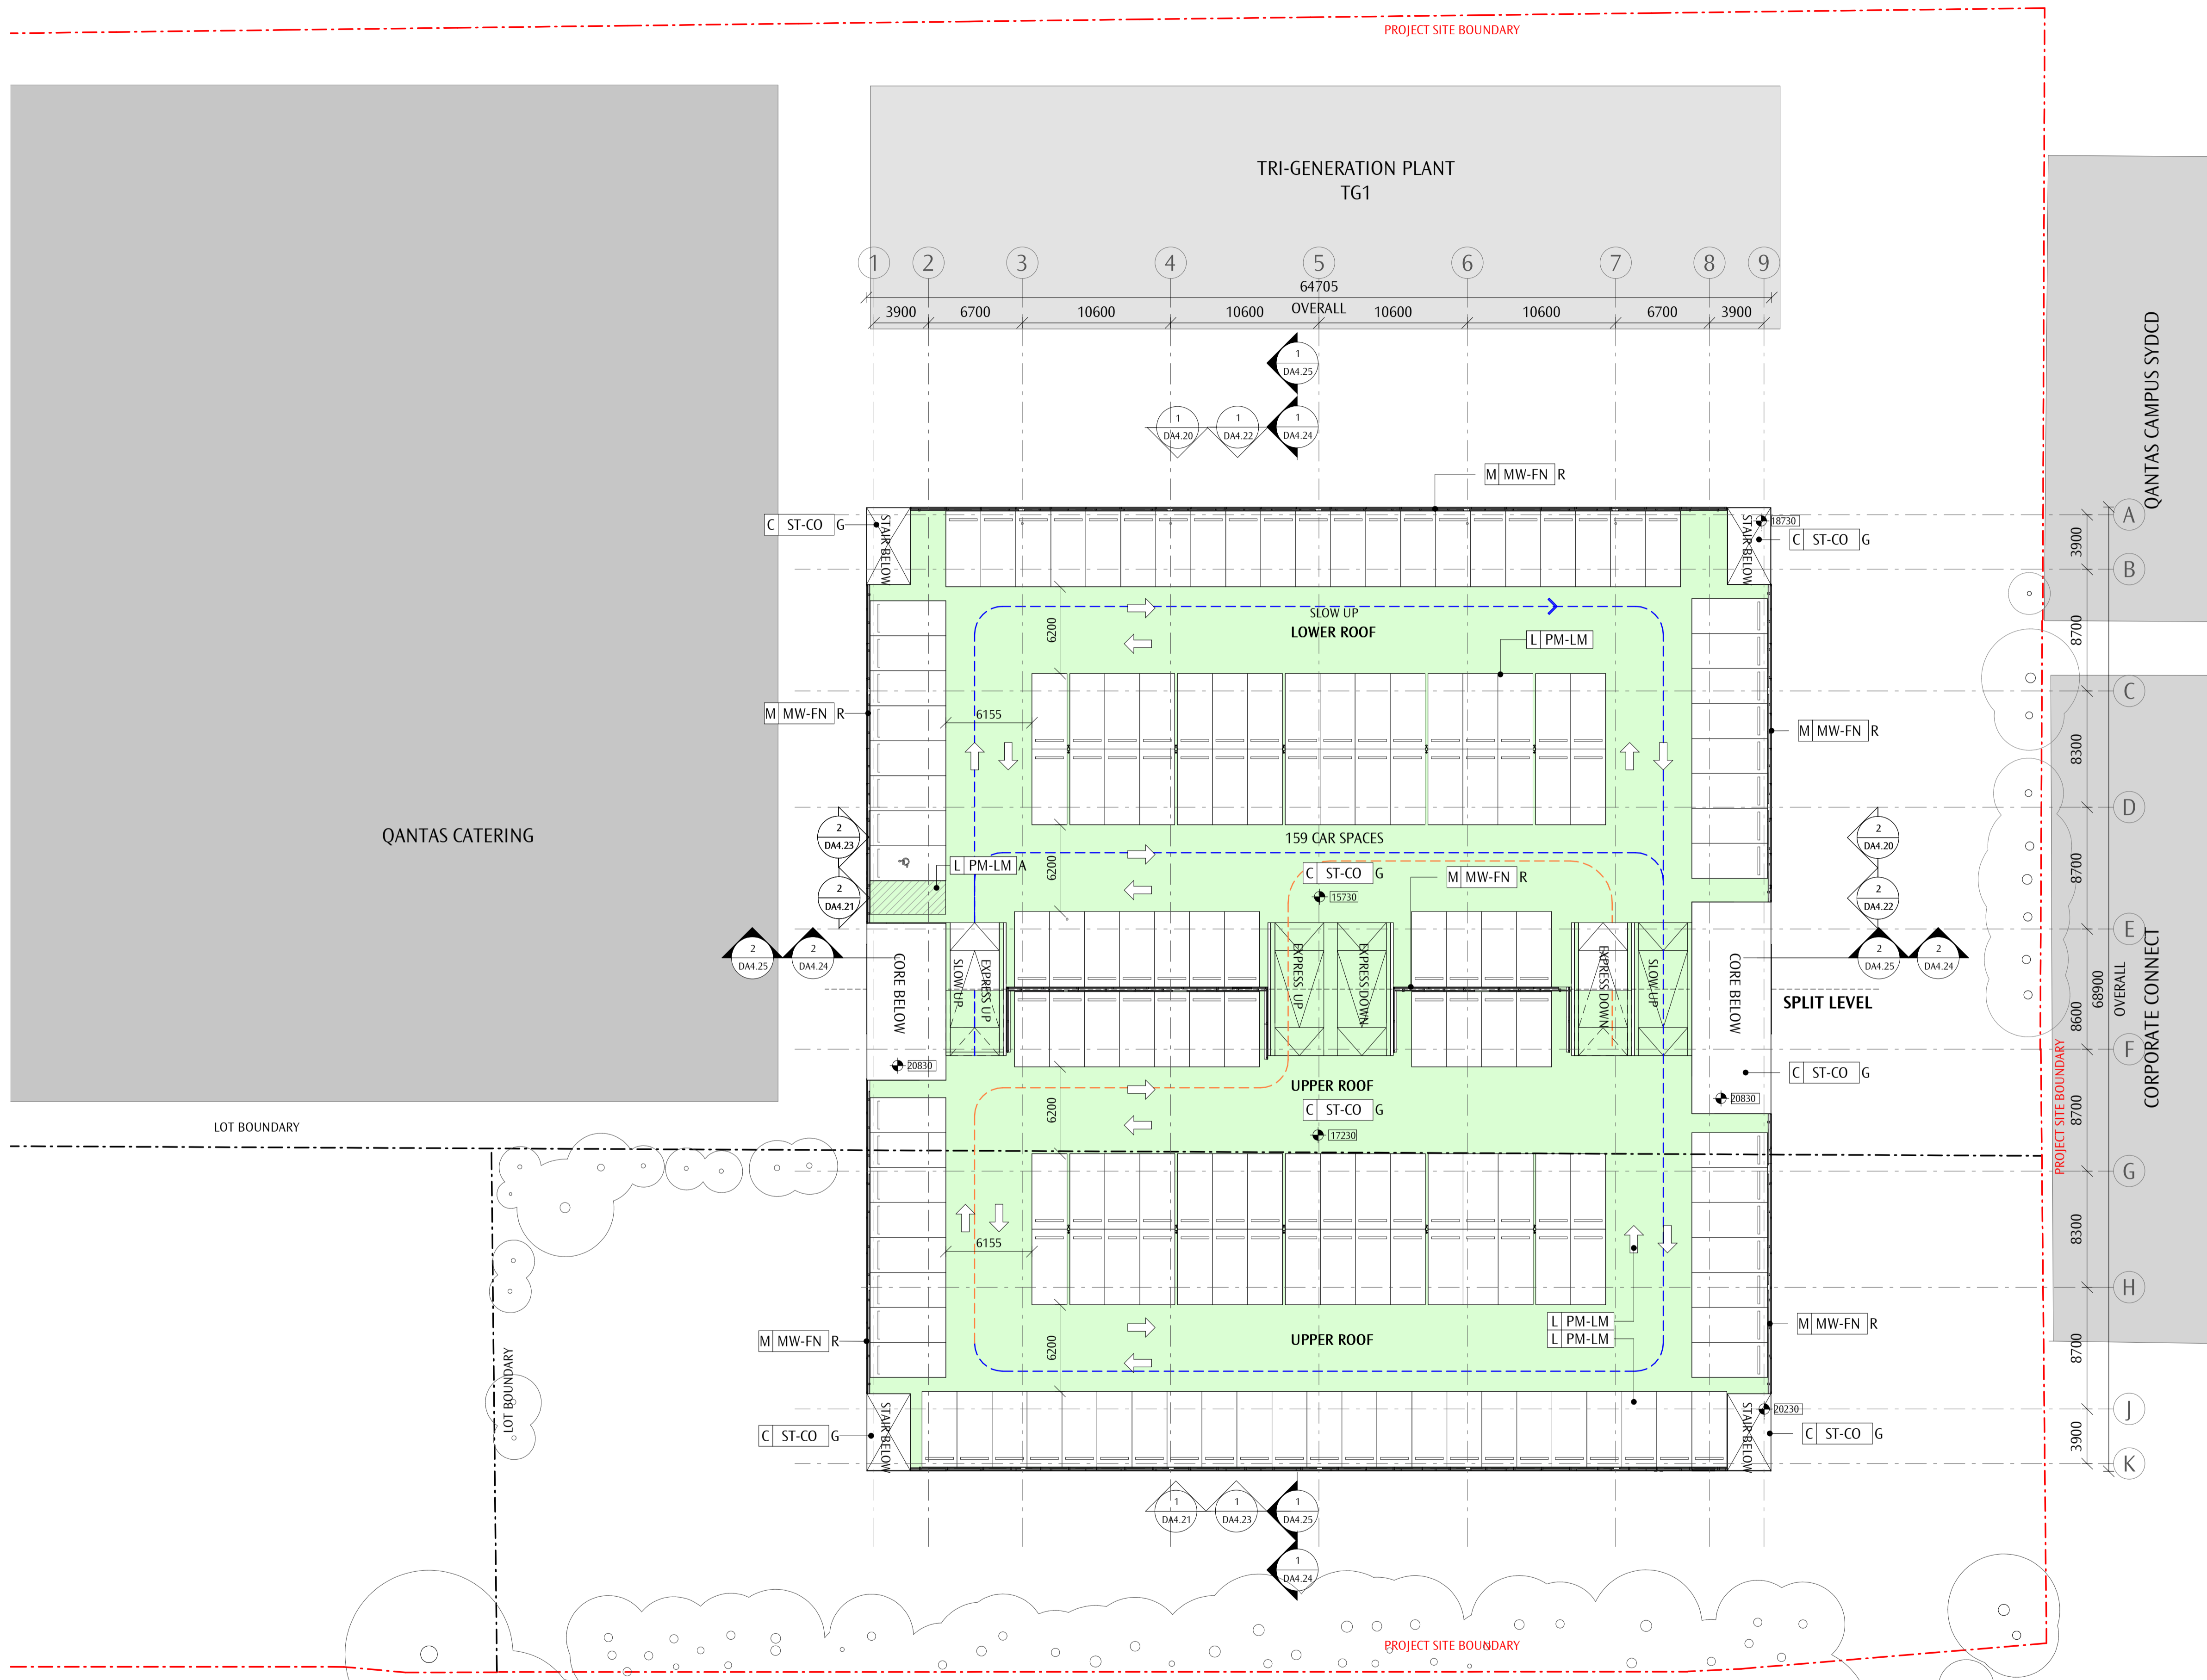 PROJECT SITE BOUNDARY
TRI-GENERATION PLANT
TG1
1 2 3 4 5 6 7 8 9
64705
OVERALL
3900 6700 10600 10600 10600 10600 6700 3900
QANTAS CAMPUS SYDCD
1
DA4.25
1
DA4.20
1
DA4.22
1
DA4.24
M MW-FN R
C ST-CO G
STAIR BELOW
STAIR BELOW
18730
C ST-CO G
A
3900
B
6200
SLOW UP
LOWER ROOF
L PM-LM
8700
C
M MW-FN R
6155
M MW-FN R
8300
D
QANTAS CATERING
2
DA4.23
159 CAR SPACES
2
DA4.20
L PM-LM A
6200
C ST-CO G
M MW-FN R
15730
8700
2
DA4.21
2
DA4.22
E
2
DA4.25
2
DA4.24
CORE BELOW
SLOW UP
EXPRESS UP
EXPRESS UP
EXPRESS DOWN
EXPRESS DOWN
SLOW UP
CORE BELOW
2
DA4.25
2
DA4.24
SPLIT LEVEL
8600
68900
OVERALL
CORPORATE CONNECT
F
20830
UPPER ROOF
C ST-CO G
C ST-CO G
20830
17230
6200
8700
PROJECT SITE BOUNDARY
LOT BOUNDARY
G
6155
8300
H
L PM-LM
L PM-LM
M MW-FN R
M MW-FN R
UPPER ROOF
6200
8700
LOT BOUNDARY
STAIR BELOW
STAIR BELOW
20230
J
C ST-CO G
C ST-CO G
3900
K
1
DA4.21
1
DA4.23
1
DA4.25
1
DA4.24
PROJECT SITE BOUNDARY